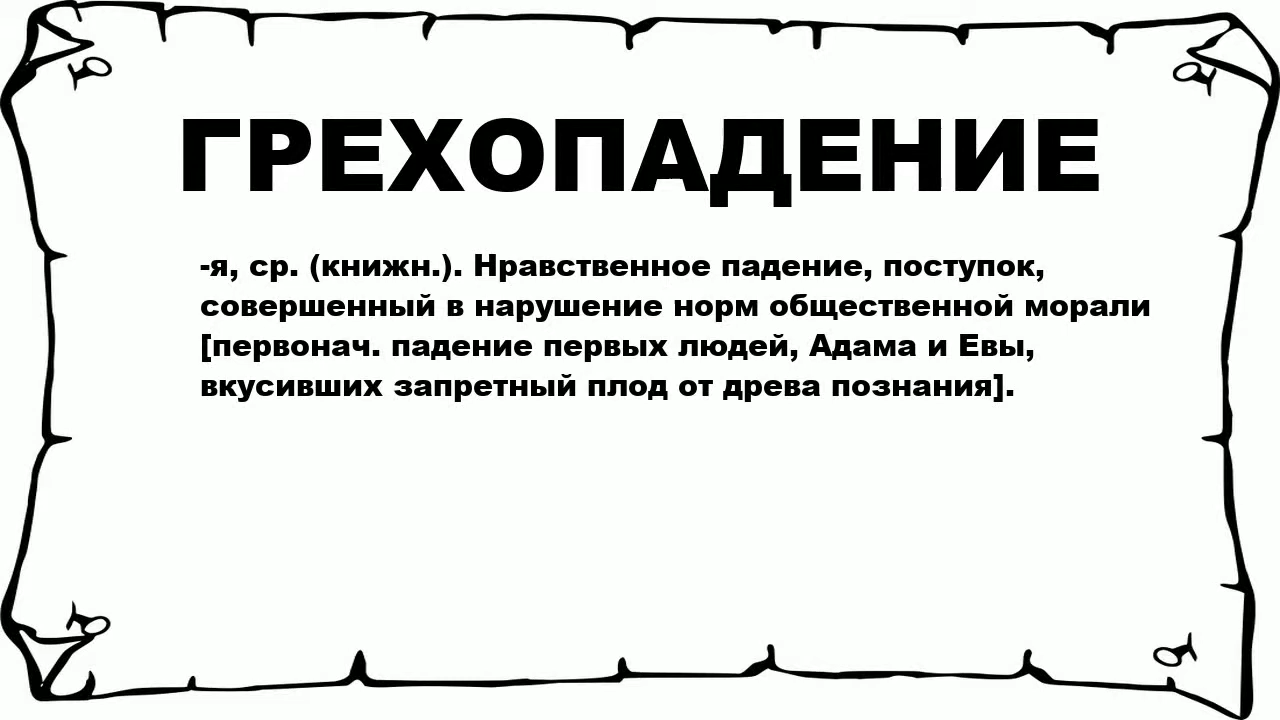 ГРЕХОПАДЕНИЕ
-я, ср. (книжн.). Нравственное падение, поступок,
совершенный в нарушение норм общественной морали
[первонач. падение первых людей, Адама и Евы,
вкусивших запретный плод от древа познания].